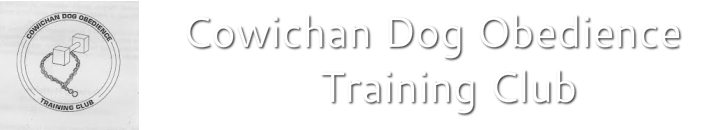 COWICHAN DOG OBEDIENCE
TRAINING CLUB
Cowichan Dog Obedience
Training Club